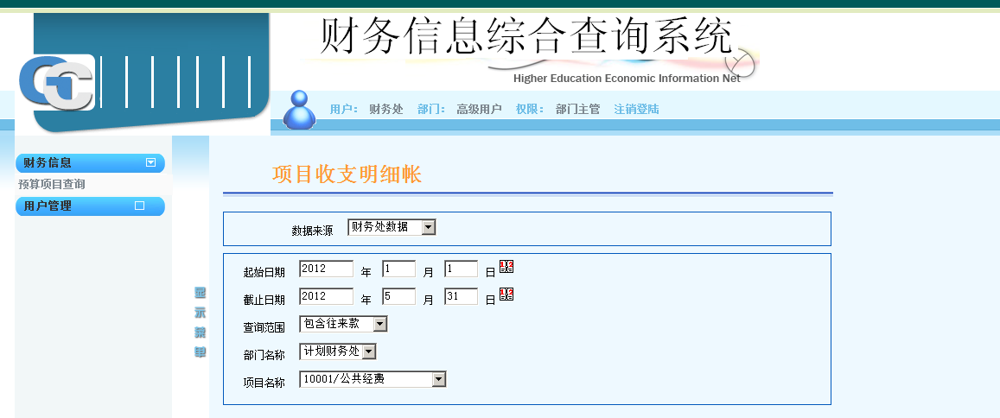 财务信息综合查询系统
Higher Education Economic Information Net
用户： 财务处 部门： 高级用户 权限： 部门主管 注销登陆
财务信息
预算项目查询
用户管理
显示菜单
项目收支明细帐
数据来源 财务处数据
起始日期 2012 年 1 月 1 日
截止日期 2012 年 5 月 31 日
查询范围 包含往来款
部门名称 计划财务处
项目名称 10001/公共经费